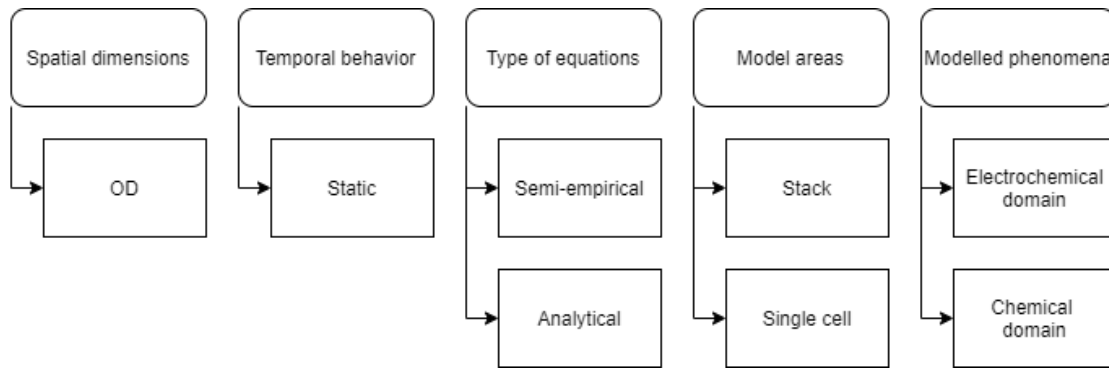 Spatial dimensions
Temporal behavior
Type of equations
Model areas
Modelled phenomena
OD
Static
Semi-empirical
Stack
Electrochemical
domain
Analytical
Single cell
Chemical
domain